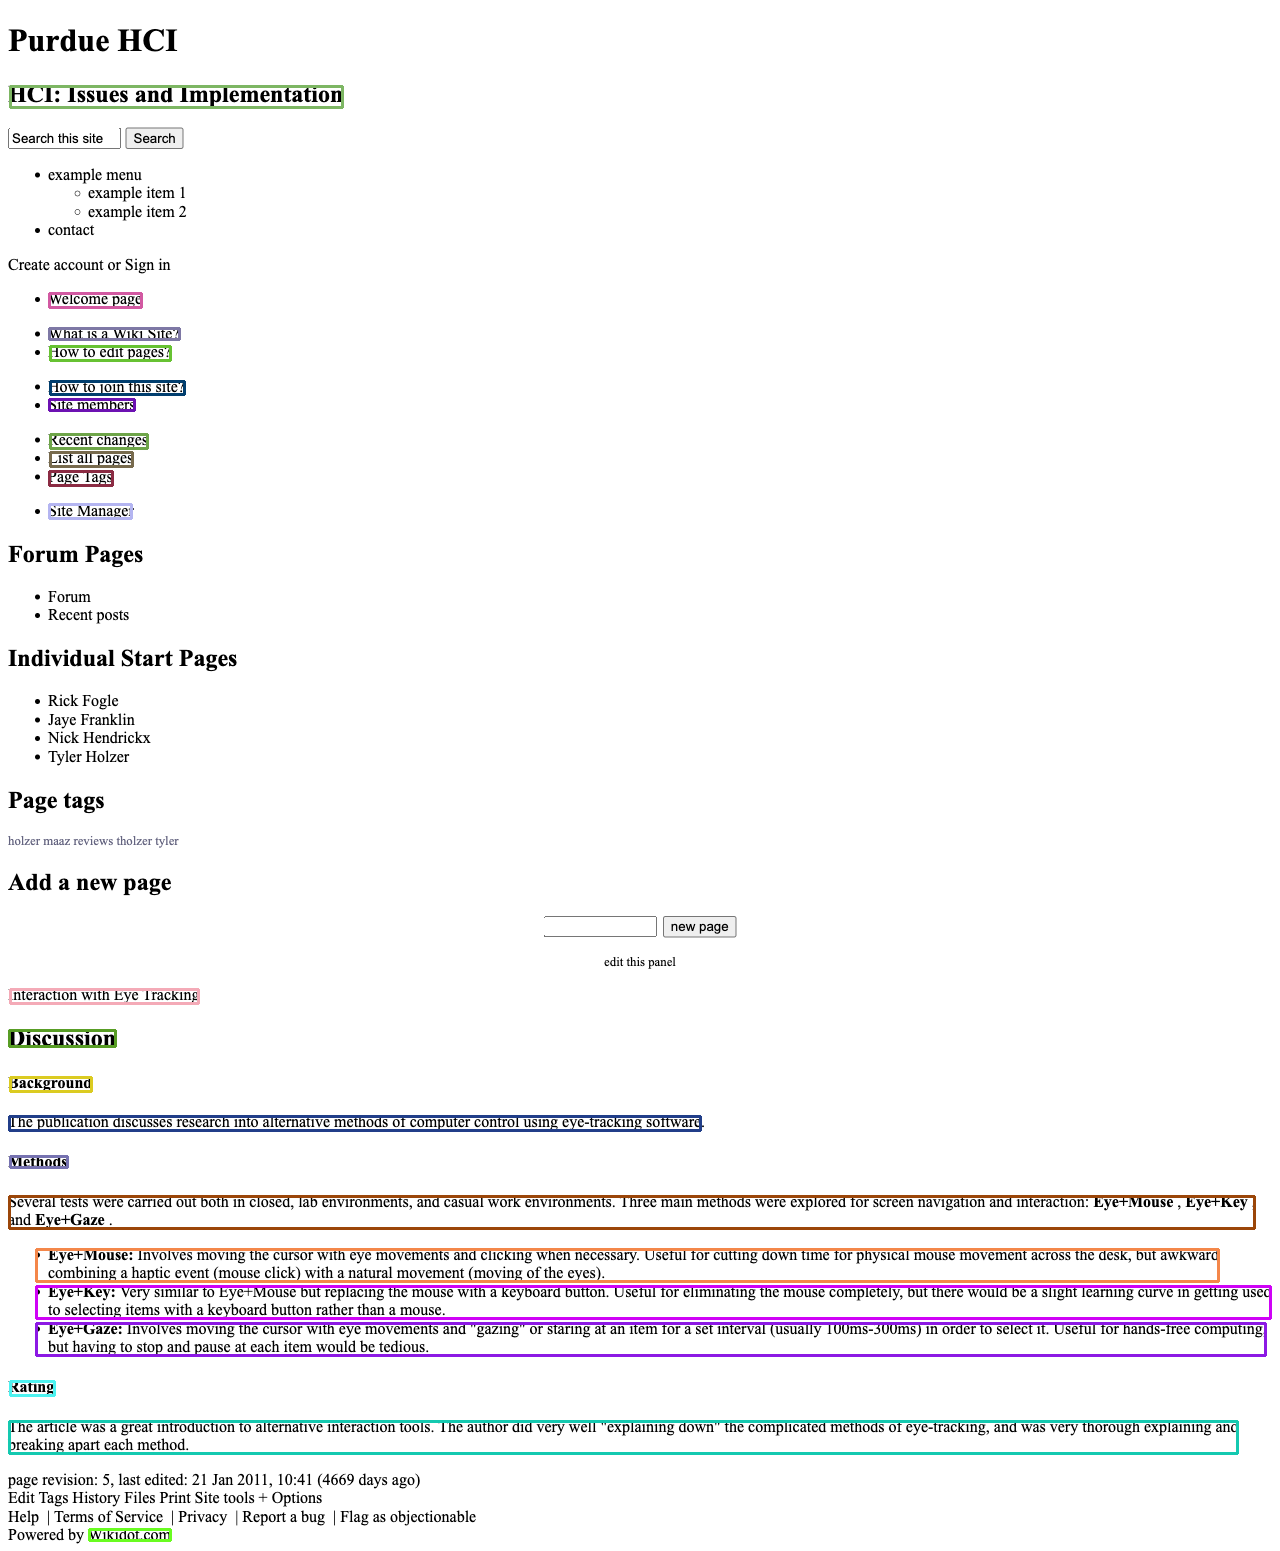 Purdue HCI
HCI: Issues and Implementation
Search this site Search
example menu
example item 1
example item 2
contact
Create account or Sign in
Welcome page
What is a Wiki Site?
How to edit pages?
How to join this site?
Site members
Recent changes
List all pages
Page Tags
Site Manager
Forum Pages
Forum
Recent posts
Individual Start Pages
Rick Fogle
Jaye Franklin
Nick Hendrickx
Tyler Holzer
Page tags
holzer maaz reviews tholzer tyler
Add a new page
new page
edit this panel
Interaction with Eye Tracking
Discussion
Background
The publication discusses research into alternative methods of computer control using eye-tracking software.
Methods
Several tests were carried out both in closed, lab environments, and casual work environments. Three main methods were explored for screen navigation and interaction: Eye+Mouse , Eye+Key ,
and Eye+Gaze .
Eye+Mouse: Involves moving the cursor with eye movements and clicking when necessary. Useful for cutting down time for physical mouse movement across the desk, but awkward
combining a haptic event (mouse click) with a natural movement (moving of the eyes).
Eye+Key: Very similar to Eye+Mouse but replacing the mouse with a keyboard button. Useful for eliminating the mouse completely, but there would be a slight learning curve in getting used
to selecting items with a keyboard button rather than a mouse.
Eye+Gaze: Involves moving the cursor with eye movements and "gazing" or staring at an item for a set interval (usually 100ms-300ms) in order to select it. Useful for hands-free computing,
but having to stop and pause at each item would be tedious.
Rating
The article was a great introduction to alternative interaction tools. The author did very well "explaining down" the complicated methods of eye-tracking, and was very thorough explaining and
breaking apart each method.
page revision: 5, last edited: 21 Jan 2011, 10:41 (4669 days ago)
Edit Tags History Files Print Site tools + Options
Help | Terms of Service | Privacy | Report a bug | Flag as objectionable
Powered by Wikidot.com